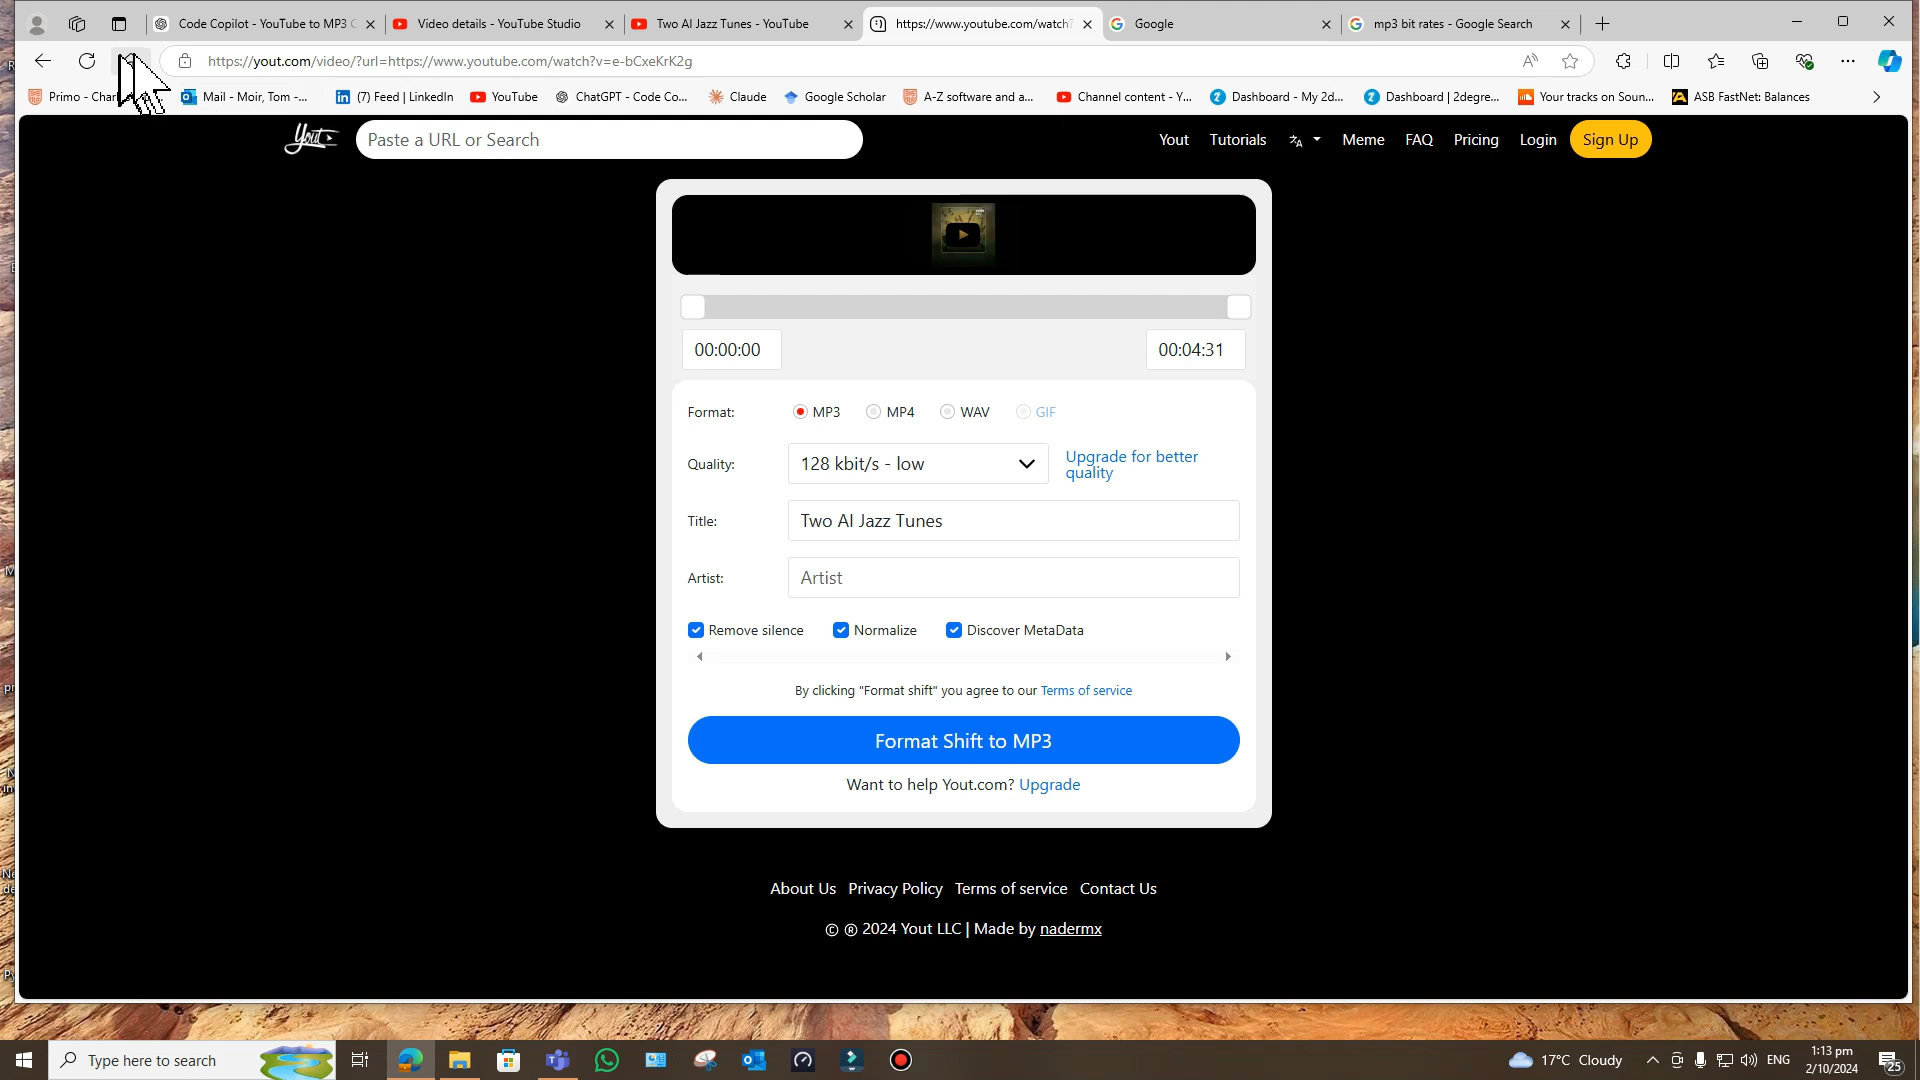 Code Copilot - YouTube to MP3 C
Video details - YouTube Studio
Two AI Jazz Tunes - YouTube
https://www.youtube.com/watch?
Google
mp3 bit rates - Google Search
https://yout.com/video/?url=https://www.youtube.com/watch?v=e-bCxeKrK2g
Primo - Char
Mail - Moir, Tom -...
(7) Feed | LinkedIn
YouTube
ChatGPT - Code Co...
Claude
Google Scholar
A-Z software and a...
Channel content - Y...
Dashboard - My 2d...
Dashboard | 2degre...
Your tracks on Soun...
ASB FastNet: Balances
Yout
Paste a URL or Search
Yout
Tutorials
Meme
FAQ
Pricing
Login
Sign Up
00:00:00
00:04:31
Format:
MP3
MP4
WAV
GIF
Quality:
128 kbit/s - low
Upgrade for better
quality
Title:
Two AI Jazz Tunes
Artist:
Artist
Remove silence
Normalize
Discover MetaData
By clicking "Format shift" you agree to our Terms of service
Format Shift to MP3
Want to help Yout.com? Upgrade
About Us Privacy Policy Terms of service Contact Us
© ® 2024 Yout LLC | Made by nadermx
Type here to search
17°C Cloudy
ENG
1:13 pm
2/10/2024
25